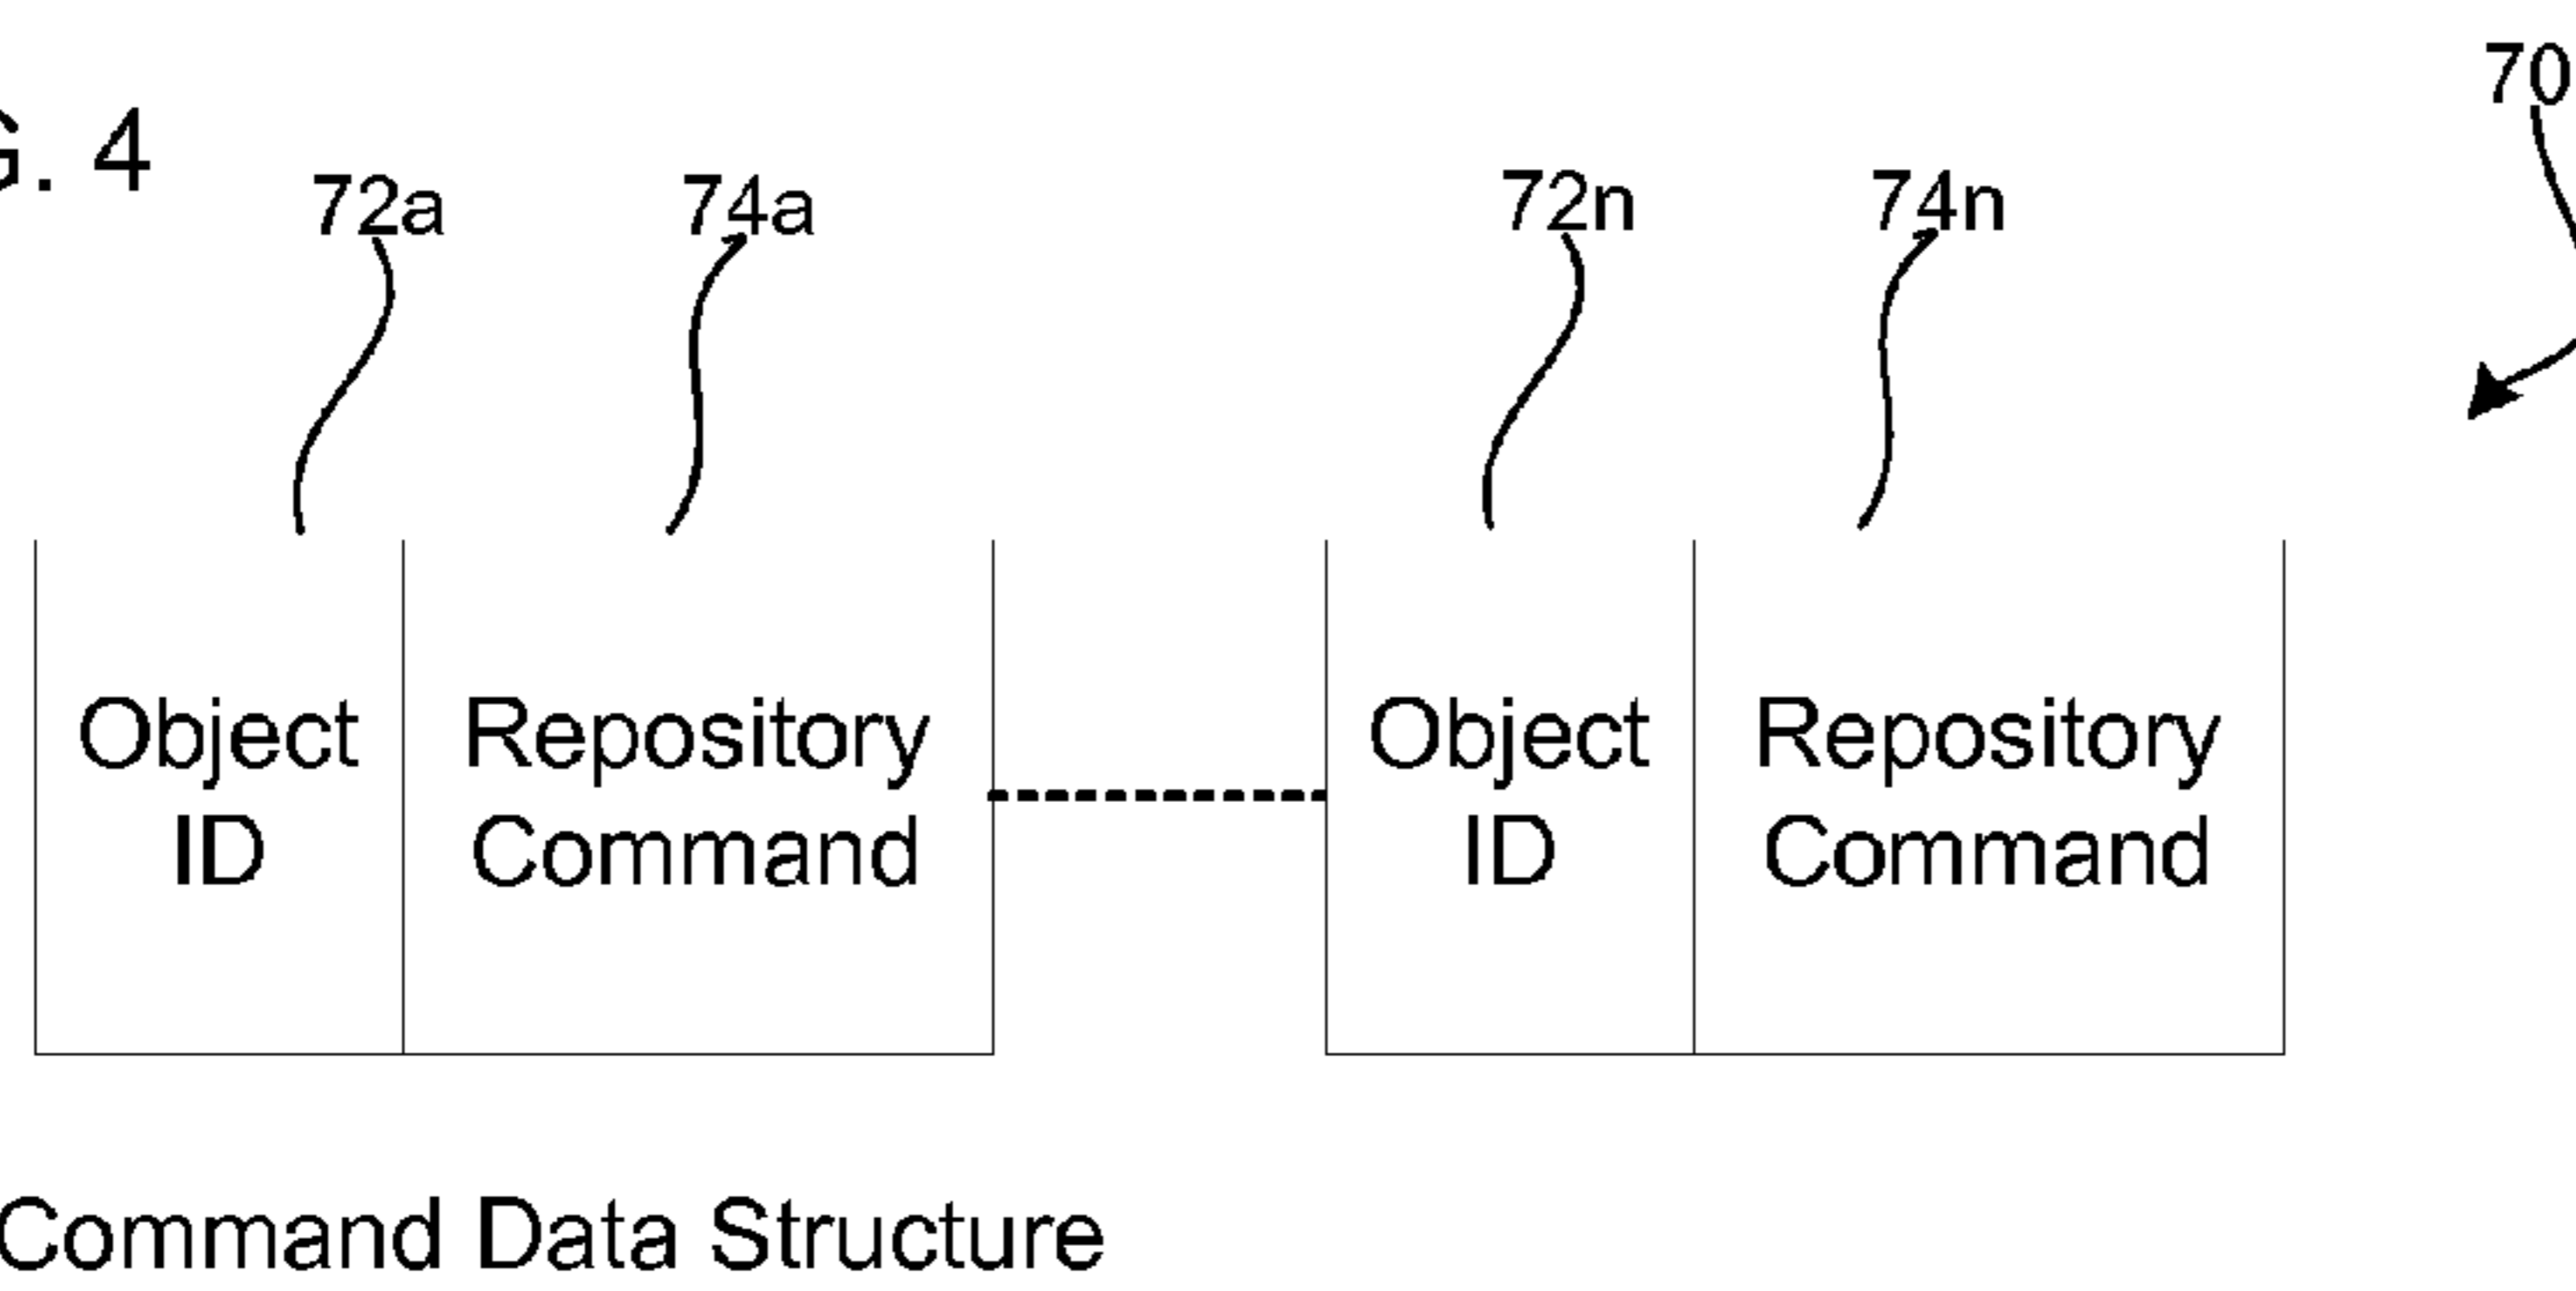 70
G. 4
72a 74a 72n 74n
Object Repository Object Repository
ID Command ID Command
Command Data Structure